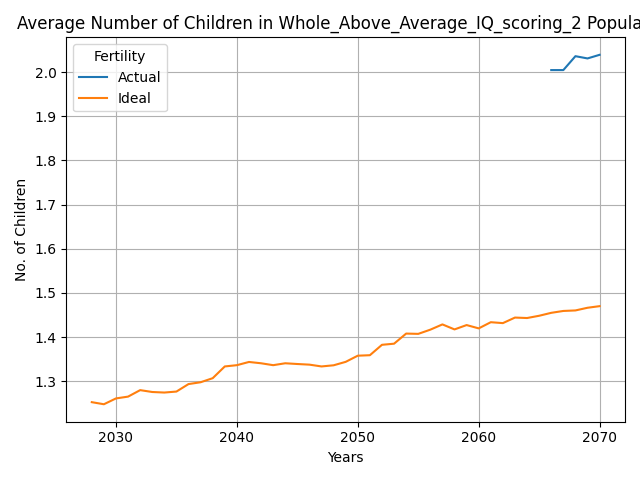 Average Number of Children in Whole_Above_Average_IQ_scoring_2 Popula
Fertility
Actual
Ideal
2.0
1.9
1.8
1.7
1.6
1.5
1.4
1.3
No. of Children
2030 2040 2050 2060 2070
Years